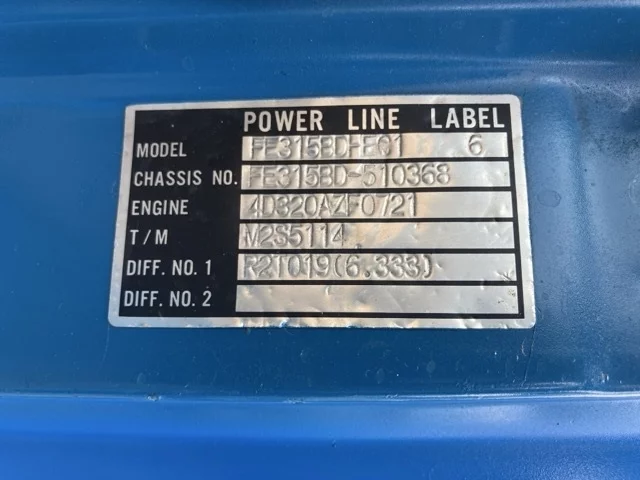 POWER LINE LABEL
MODEL FE315BD-F01 6
CHASSIS NO. FE315BD-510368
ENGINE 4D320AZF0721
T/M M2S5114
DIFF. NO. 1 R2T019(6.333)
DIFF. NO. 2